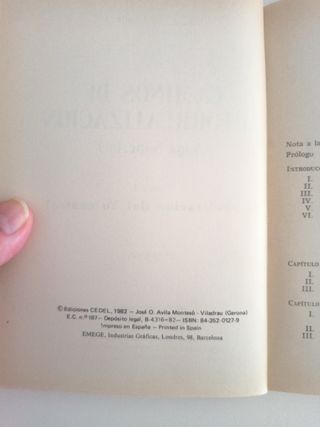 © Ediciones CEDEL, 1982 – José O. Avila Montesó - Viladrau (Gerona)
E.C. n.º 187 – Depósito legal, B-4316-82 – ISBN: 84-352-0127-9
Impreso en España – Printed in Spain
EMEGE, Industrias Gráficas, Londres, 98, Barcelona
Nota a la
Prólogo
INTRODUC
I.
II.
III.
IV.
V.
VI.
CAPÍTULO
I.
II.
III.
CAPÍTULO
I.
II.
III.